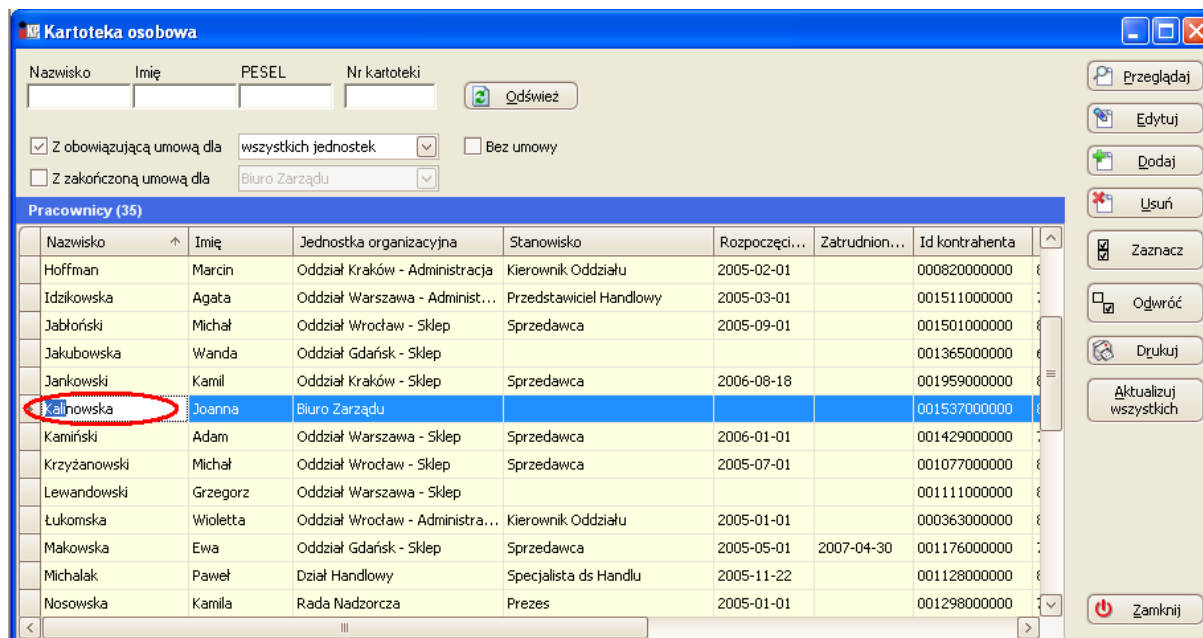 KP Kartoteka osobowa
Nazwisko Imię PESEL Nr kartoteki
Odśwież
Z obowiązującą umową dla wszystkich jednostek Bez umowy
Z zakończoną umową dla Biuro Zarządu
Pracownicy (35)
Nazwisko Imię Jednostka organizacyjna Stanowisko Rozpoczęci... Zatrudnion... Id kontrahenta
Hoffman Marcin Oddział Kraków - Administracja Kierownik Oddziału 2005-02-01 000820000000
Idzikowska Agata Oddział Warszawa - Administ... Przedstawiciel Handlowy 2005-03-01 001511000000
Jabłoński Michał Oddział Wrocław - Sklep Sprzedawca 2005-09-01 001501000000
Jakubowska Wanda Oddział Gdańsk - Sklep 001365000000
Jankowski Kamil Oddział Kraków - Sklep Sprzedawca 2006-08-18 001959000000
Kalinowska Joanna Biuro Zarządu 001537000000
Kamiński Adam Oddział Warszawa - Sklep Sprzedawca 2006-01-01 001429000000
Krzyżanowski Michał Oddział Wrocław - Sklep Sprzedawca 2005-07-01 001077000000
Lewandowski Grzegorz Oddział Warszawa - Sklep 001111000000
Łukomska Wioletta Oddział Wrocław - Administra... Kierownik Oddziału 2005-01-01 000363000000
Makowska Ewa Oddział Gdańsk - Sklep Sprzedawca 2005-05-01 2007-04-30 001176000000
Michalak Paweł Dział Handlowy Specjalista ds Handlu 2005-11-22 001128000000
Nosowska Kamila Rada Nadzorcza Prezes 2005-01-01 001298000000
Przeglądaj
Edytuj
Dodaj
Usuń
Zaznacz
Odwróć
Drukuj
Aktualizuj
wszystkich
Zamknij